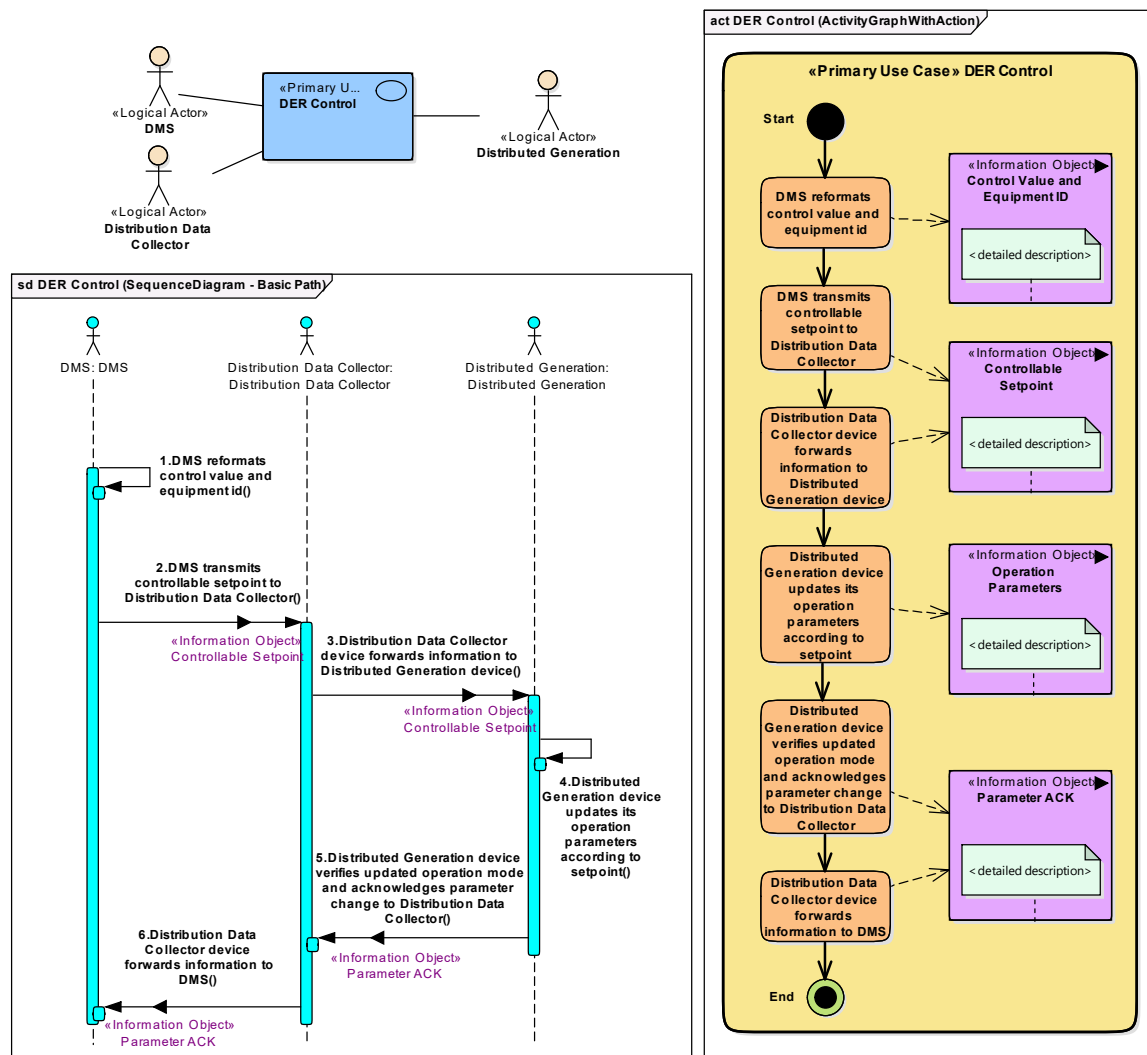 «Primary U...
DER Control
«Logical Actor»
DMS
«Logical Actor»
Distributed Generation
«Logical Actor»
Distribution Data
Collector
sd DER Control (SequenceDiagram - Basic Path)
DMS: DMS
Distribution Data Collector:
Distribution Data Collector
Distributed Generation:
Distributed Generation
1.DMS reformats
control value and
equipment id()
2.DMS transmits
controllable setpoint to
Distribution Data Collector()
«Information Object»
Controllable Setpoint
3.Distribution Data Collector
device forwards information to
Distributed Generation device()
«Information Object»
Controllable Setpoint
4.Distributed
Generation device
updates its
operation
parameters
according to
setpoint()
5.Distributed Generation device
verifies updated operation mode
and acknowledges parameter
change to Distribution Data
Collector()
«Information Object»
Parameter ACK
6.Distribution Data
Collector device
forwards information to
DMS()
«Information Object»
Parameter ACK
act DER Control (ActivityGraphWithAction)
«Primary Use Case» DER Control
Start
DMS reformats
control value and
equipment id
«Information Object»
Control Value and
Equipment ID
< detailed description>
DMS transmits
controllable
setpoint to
Distribution Data
Collector
«Information Object»
Controllable
Setpoint
< detailed description>
Distribution Data
Collector device
forwards
information to
Distributed
Generation device
Distributed
Generation device
updates its
operation
parameters
according to
setpoint
«Information Object»
Operation
Parameters
< detailed description>
Distributed
Generation device
verifies updated
operation mode
and acknowledges
parameter change
to Distribution Data
Collector
«Information Object»
Parameter ACK
< detailed description>
Distribution Data
Collector device
forwards
information to DMS
End